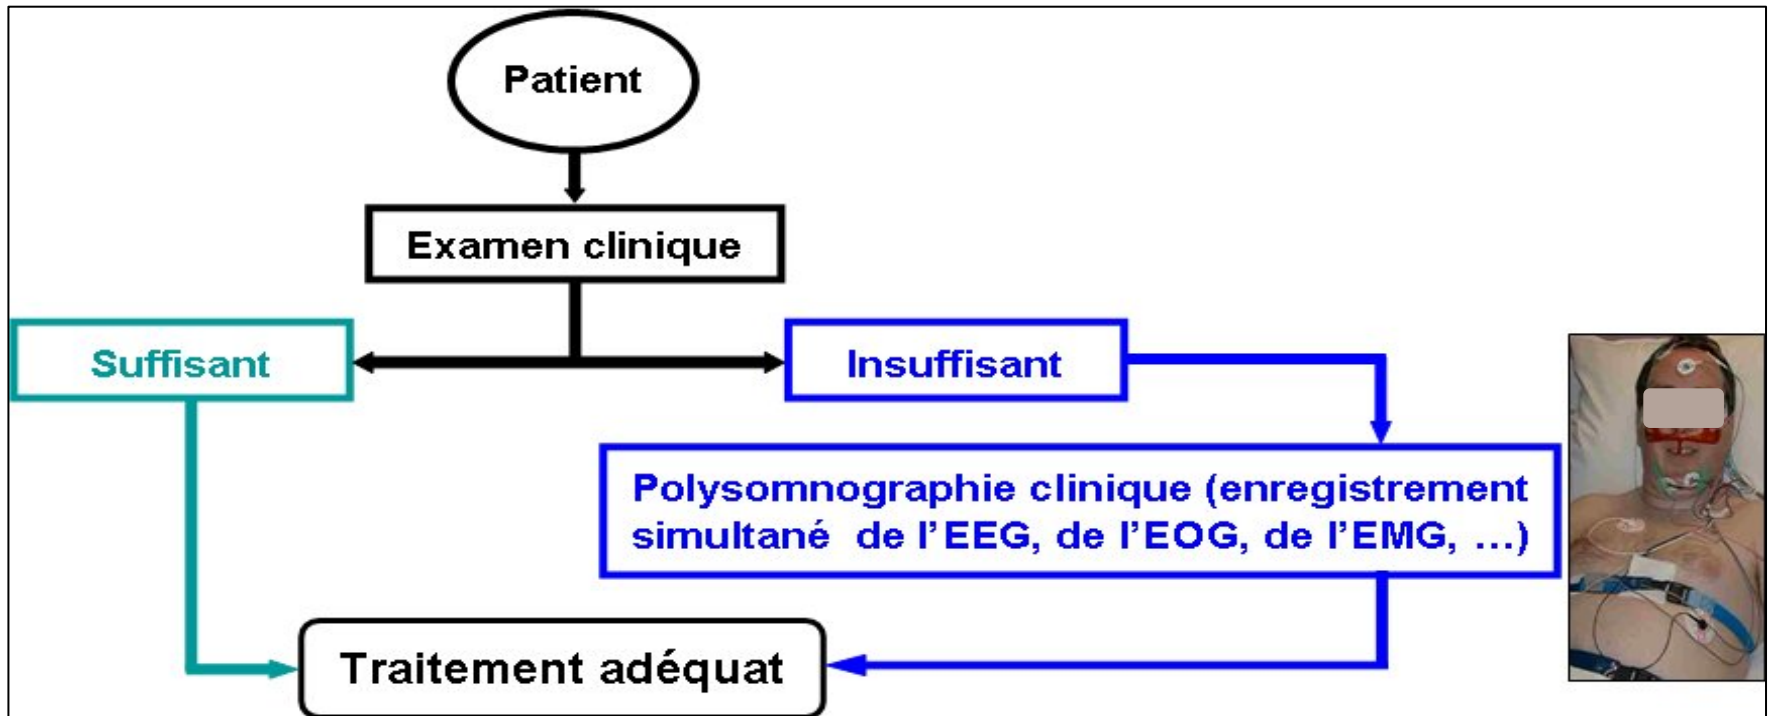 Patient
Examen clinique
Suffisant
Insuffisant
Polysomnographie clinique (enregistrement
simultané  de l'EEG, de l'EOG, de l'EMG, …)
Traitement adéquat